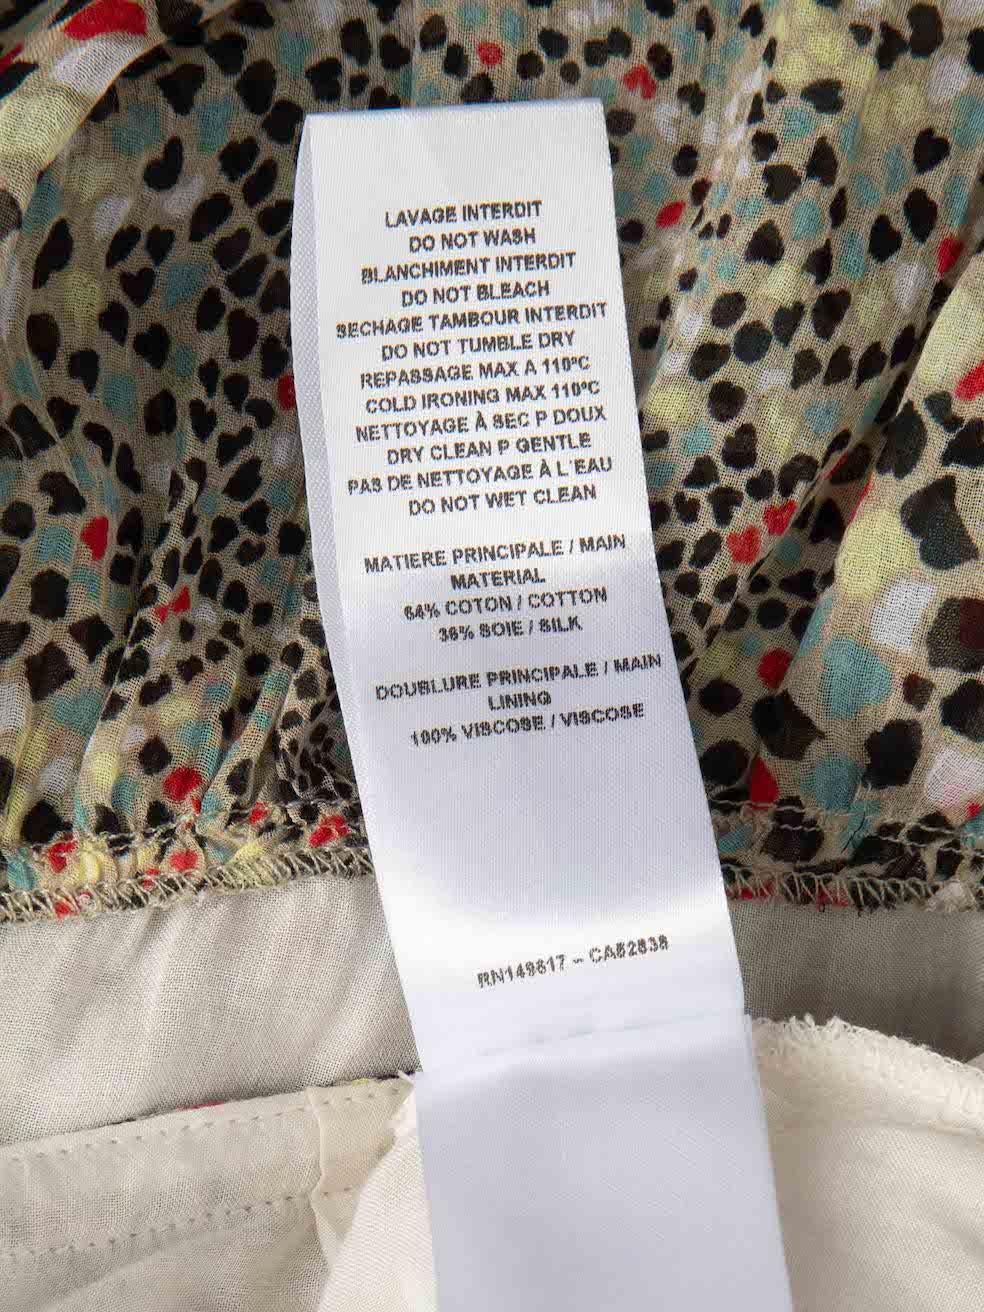 LAVAGE INTERDIT
DO NOT WASH
BLANCHIMENT INTERDIT
DO NOT BLEACH
SECHAGE TAMBOUR INTERDIT
DO NOT TUMBLE DRY
REPASSAGE MAX A 110°C
COLD IRONING MAX 110°C
NETTOYAGE À SEC P DOUX
DRY CLEAN P GENTLE
PAS DE NETTOYAGE À L'EAU
DO NOT WET CLEAN
MATIERE PRINCIPALE / MAIN
MATERIAL
64% COTON / COTTON
36% SOIE / SILK
DOUBLURE PRINCIPALE / MAIN
LINING
100% VISCOSE / VISCOSE
RN149817 - CA52838